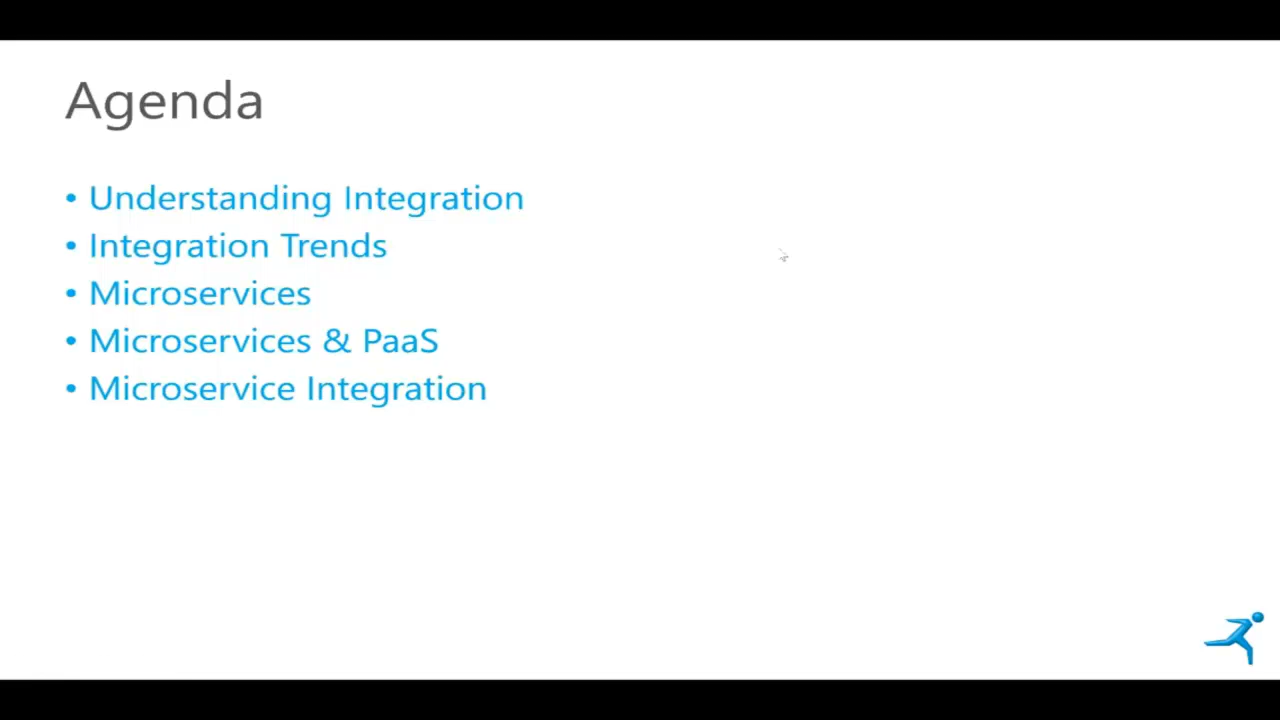 Agenda
• Understanding Integration
• Integration Trends
• Microservices
• Microservices & PaaS
• Microservice Integration